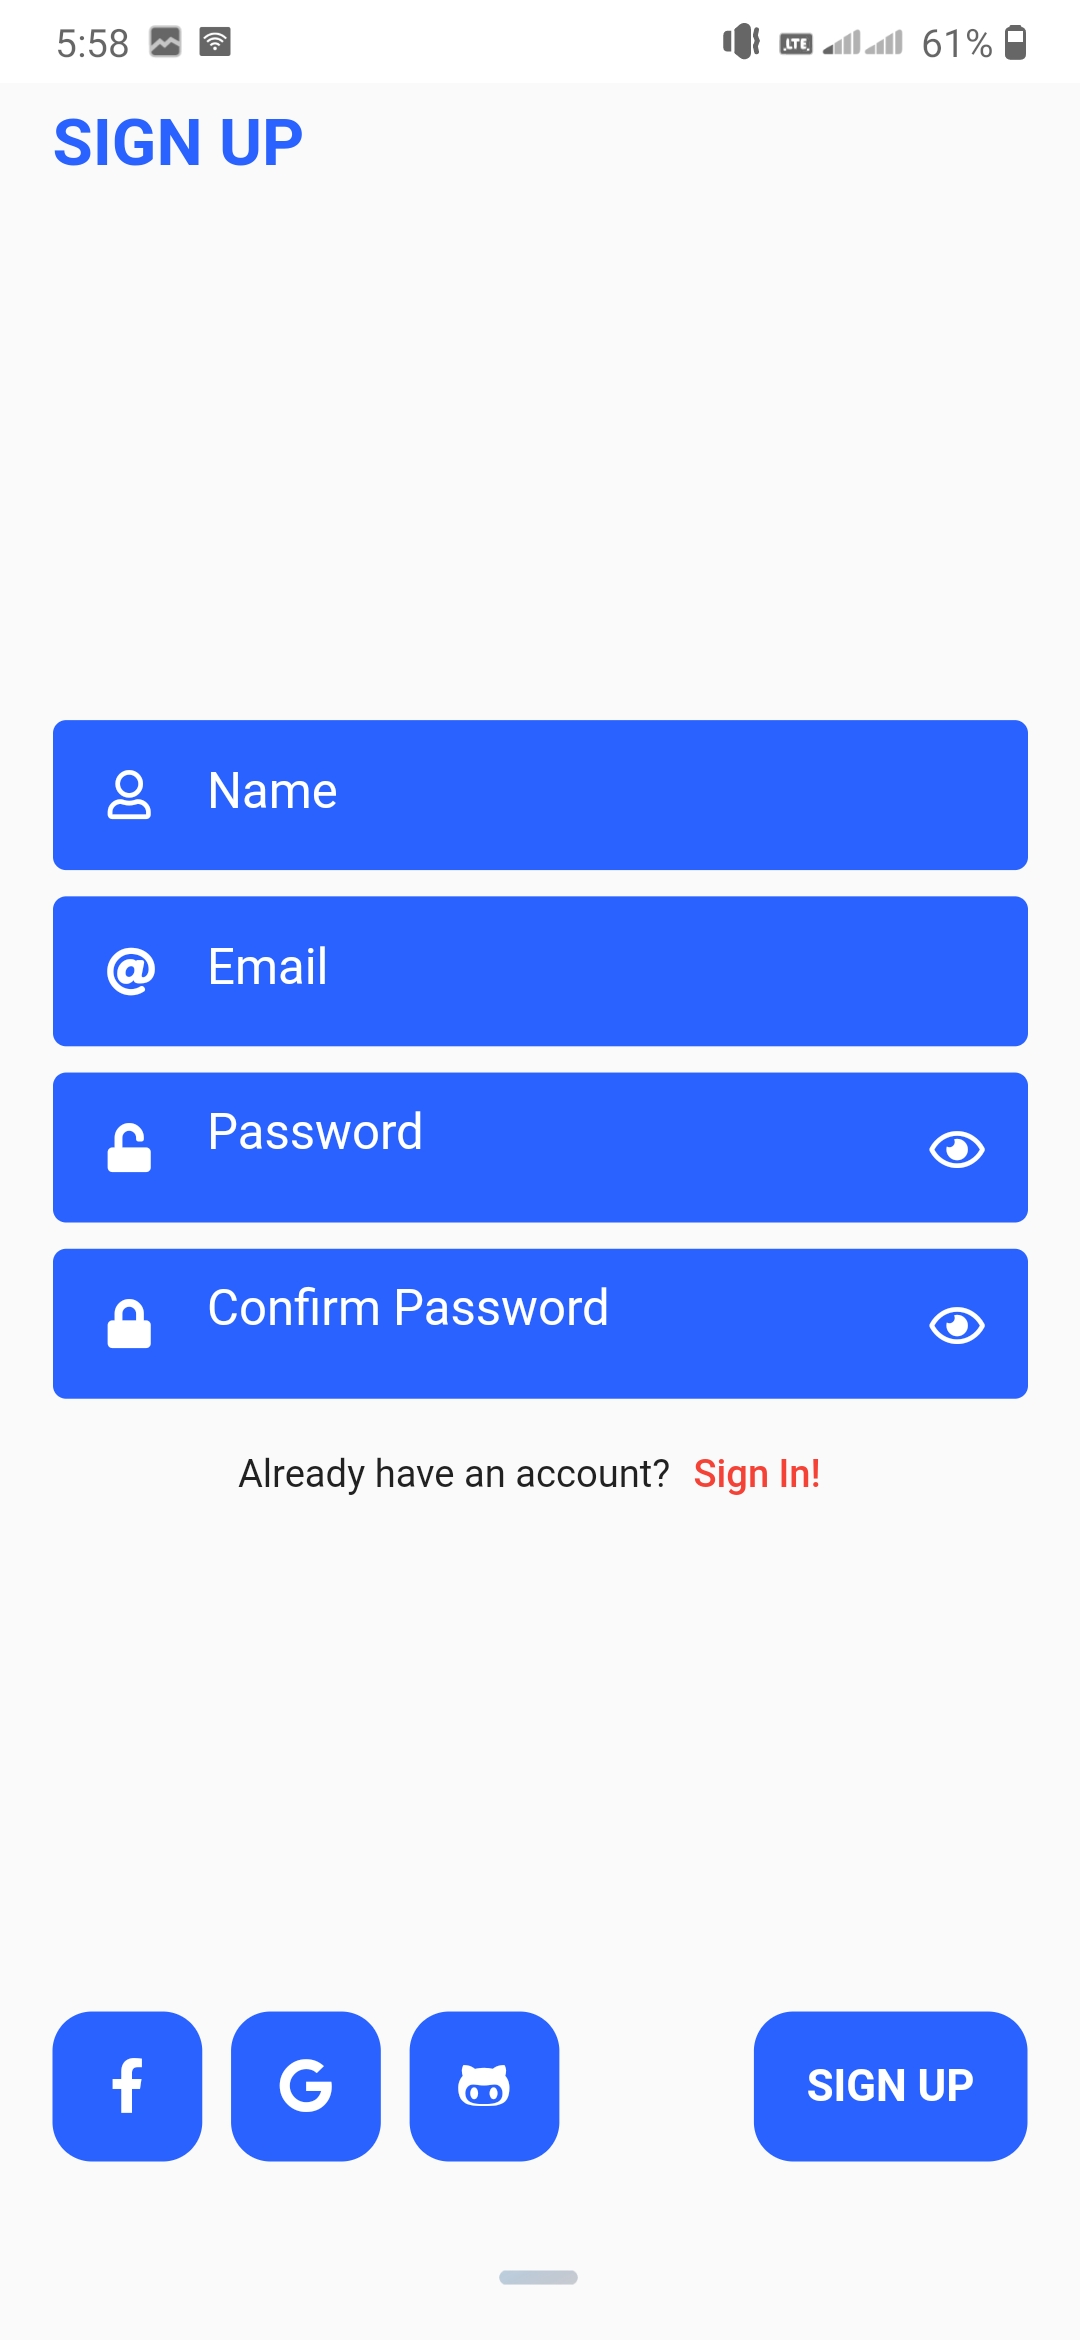 5:58 LTE 61%
SIGN UP
Name
@ Email
Password
Confirm Password
Already have an account? Sign In!
f G SIGN UP